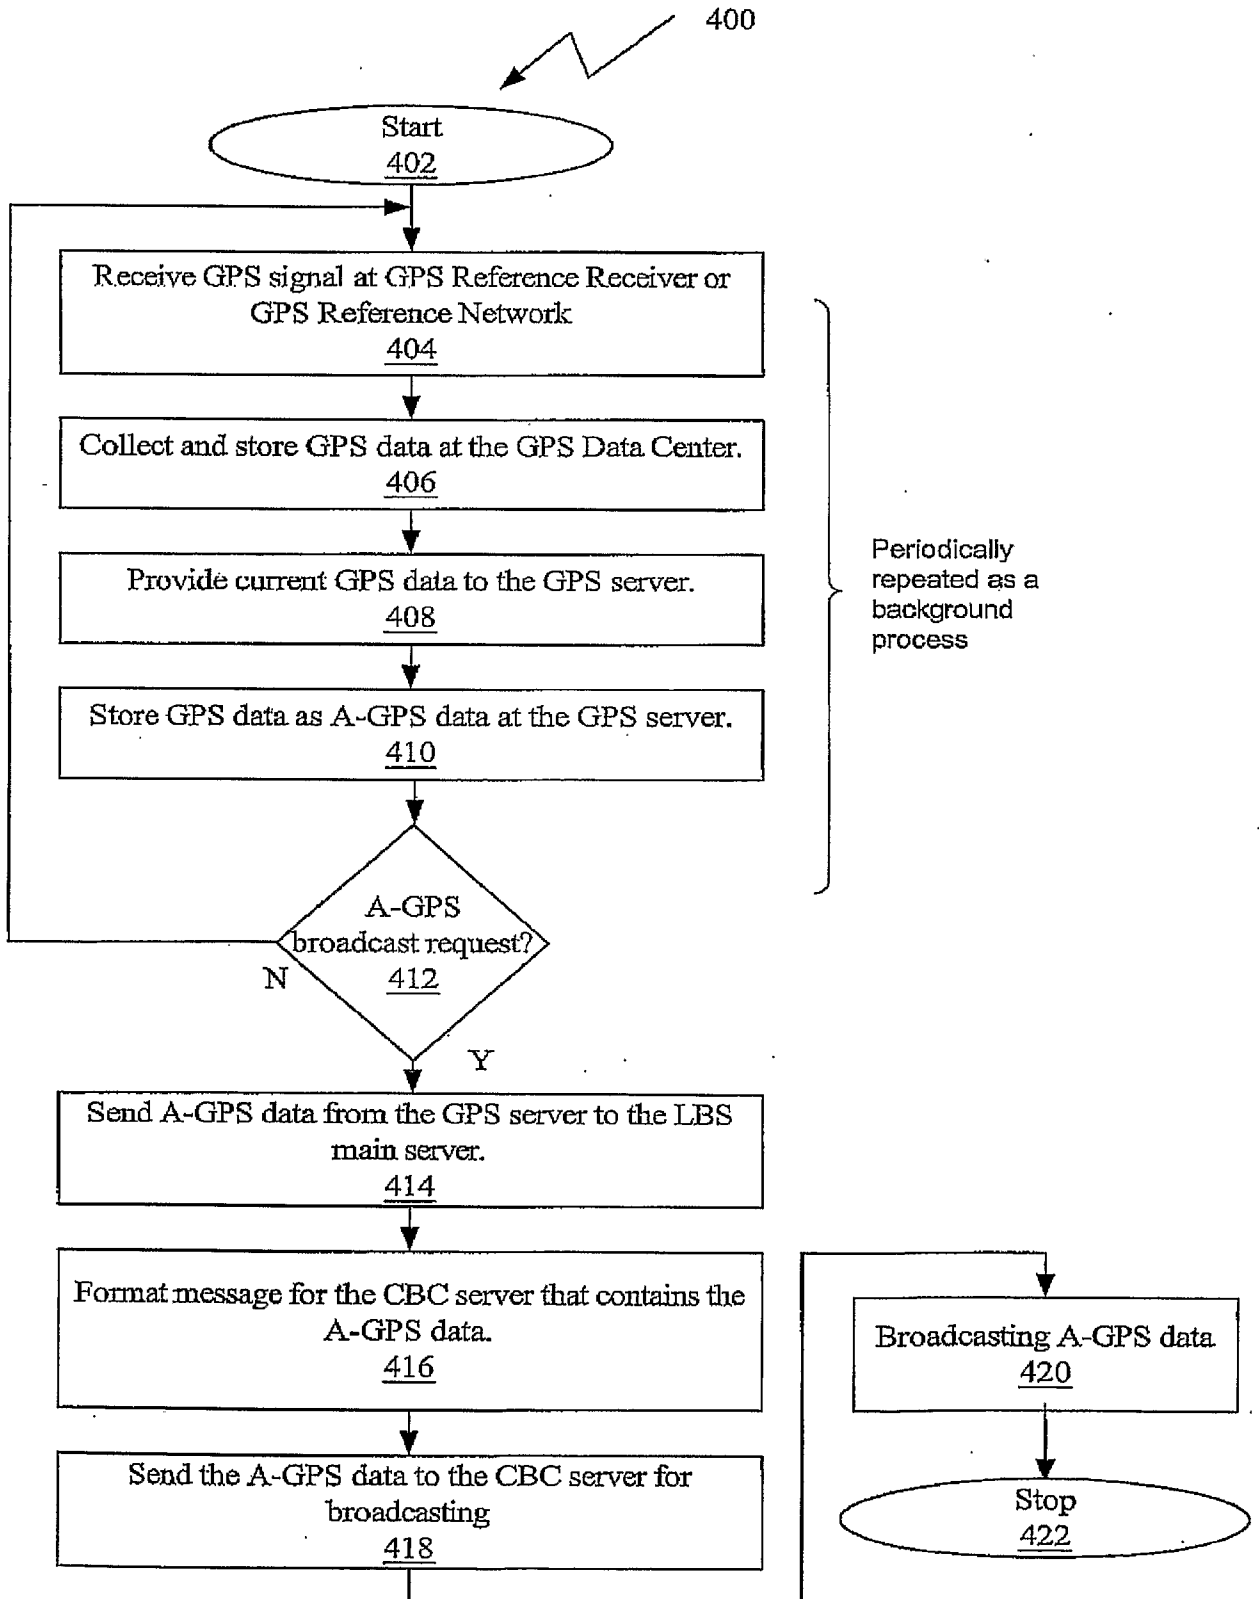 400
Start
402
Receive GPS signal at GPS Reference Receiver or
GPS Reference Network
404
Collect and store GPS data at the GPS Data Center.
406
Provide current GPS data to the GPS server.
408
Store GPS data as A-GPS data at the GPS server.
410
Periodically
repeated as a
background
process
A-GPS
broadcast request?
412
N
Y
Send A-GPS data from the GPS server to the LBS
main server.
414
Format message for the CBC server that contains the
A-GPS data.
416
Send the A-GPS data to the CBC server for
broadcasting
418
Broadcasting A-GPS data
420
Stop
422